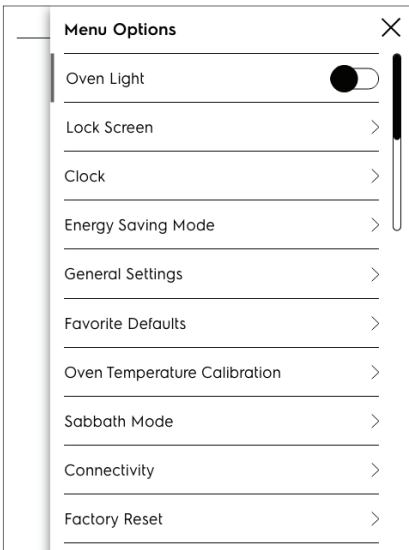 Menu Options
Oven Light
Lock Screen
Clock
Energy Saving Mode
General Settings
Favorite Defaults
Oven Temperature Calibration
Sabbath Mode
Connectivity
Factory Reset